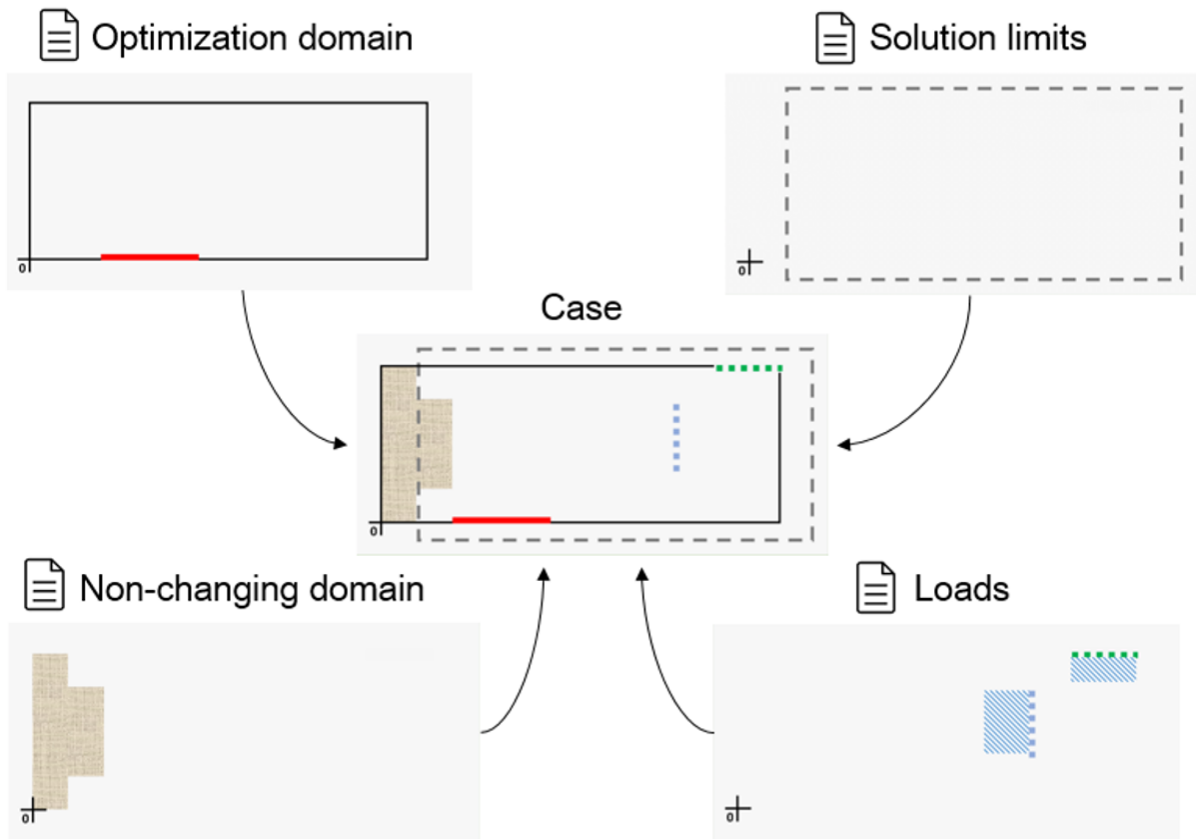 Optimization domain
Solution limits
0
0
Case
0
Non-changing domain
Loads
0
0